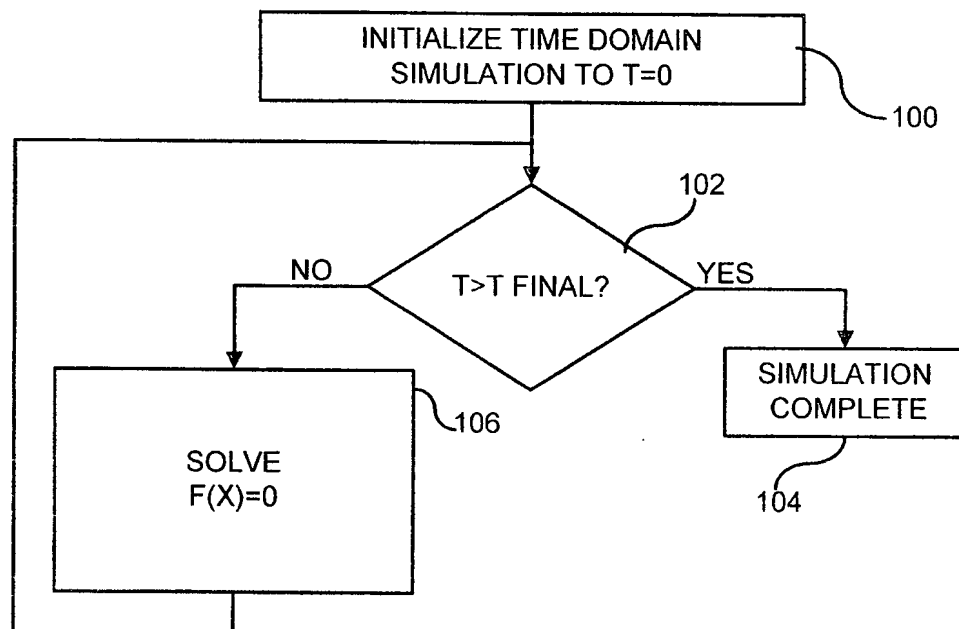 INITIALIZE TIME DOMAIN
SIMULATION TO T=0
100
102
NO
T>T FINAL?
YES
SIMULATION
COMPLETE
106
SOLVE
F(X)=0
104